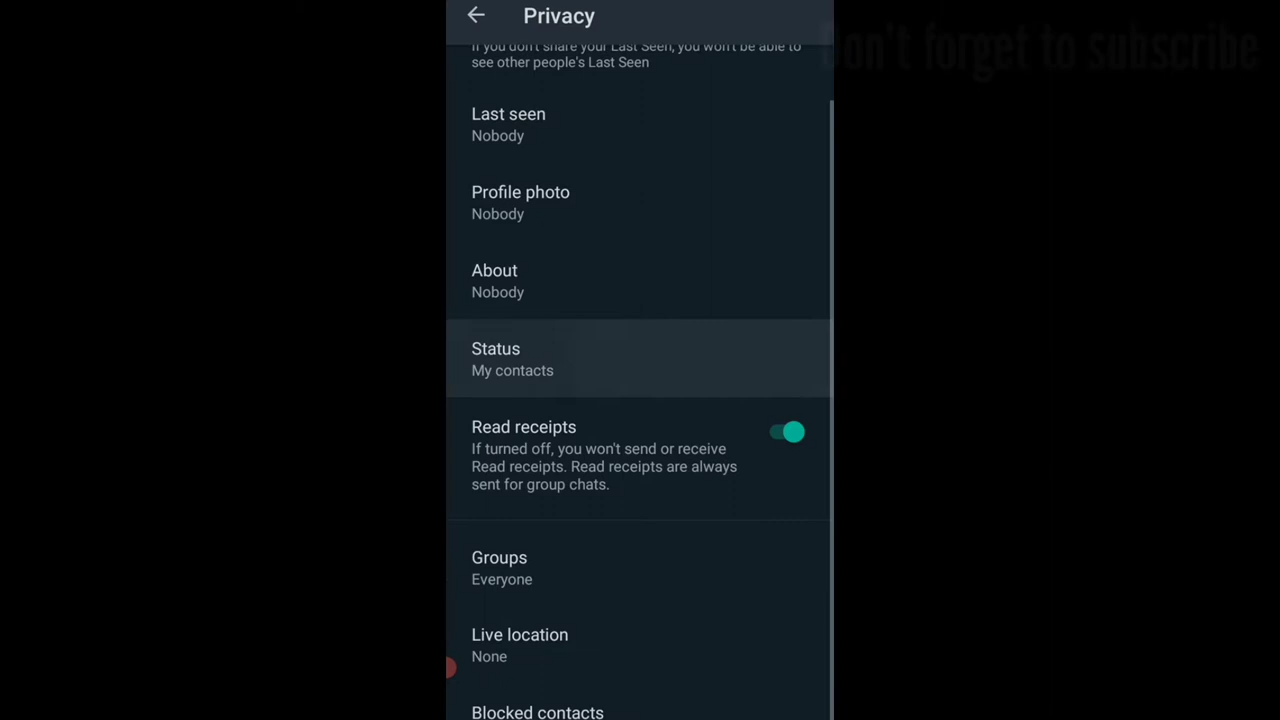 Privacy
Don't forget to subscribe
If you don't share your Last Seen, you won't be able to
see other people's Last Seen
Last seen
Nobody
Profile photo
Nobody
About
Nobody
Status
My contacts
Read receipts
If turned off, you won't send or receive
Read receipts. Read receipts are always
sent for group chats.
Groups
Everyone
Live location
None
Blocked contacts